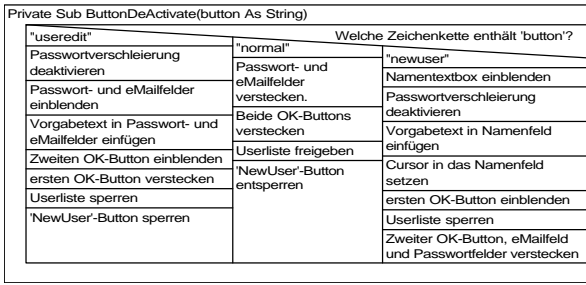 Private Sub ButtonDeActivate(button As String)
Welche Zeichenkette enthält 'button'?
"useredit"
Passwortverschleierung
deaktivieren
Passwort- und eMailfelder
einblenden
Vorgabetext in Passwort- und
eMailfelder einfügen
Zweiten OK-Button einblenden
ersten OK-Button verstecken
Userliste sperren
'NewUser'-Button sperren
"normal"
Passwort- und
eMailfelder
verstecken.
Beide OK-Buttons
verstecken
Userliste freigeben
'NewUser'-Button
entsperren
"newuser"
Namentextbox einblenden
Passwortverschleierung
deaktivieren
Vorgabetext in Namenfeld
einfügen
Cursor in das Namenfeld
setzen
ersten OK-Button einblenden
Userliste sperren
Zweiter OK-Button, eMailfeld
und Passwortfelder verstecken